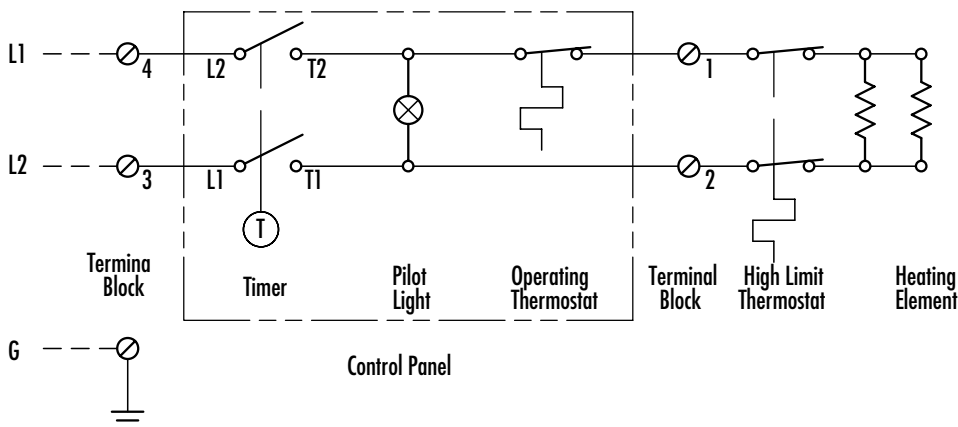 L1
4
L2
T2
1
L2
3
L1
T1
2
T
Termina
Block
Timer
Pilot
Light
Operating
Thermostat
Terminal
Block
High Limit
Thermostat
Heating
Element
G
Control Panel